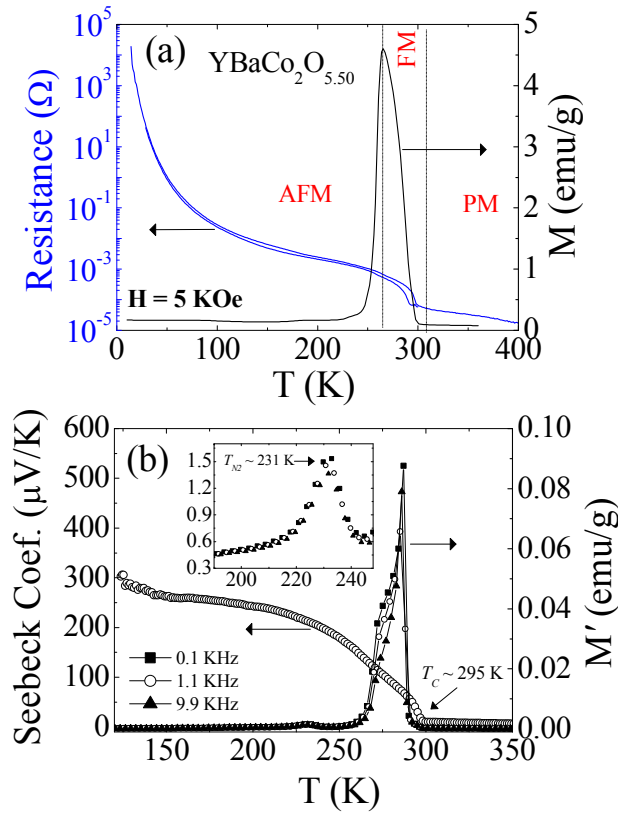 (a)
YBaCo2O5.50
FM
AFM
PM
H = 5 KOe
Resistance (Ω)
10^5
10^3
10^1
10^-1
10^-3
10^-5
M (emu/g)
5
4
3
2
1
0
0 100 200 300 400
T (K)
(b)
Seebeck Coef. (μV/K)
600
500
400
300
200
100
0
T_N2 ~ 231 K
1.5
1.2
0.9
0.6
0.3
200 220 240
0.1 KHz
1.1 KHz
9.9 KHz
T_C ~ 295 K
M′ (emu/g)
0.10
0.08
0.06
0.04
0.02
0.00
150 200 250 300 350
T (K)